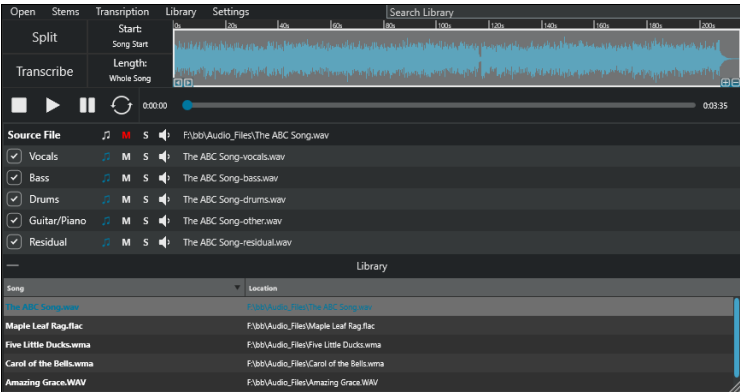 Open Stems Transcription Library Settings Search Library
Split
Start:
Song Start
Transcribe
Length:
Whole Song
0s 20s 40s 60s 80s 100s 120s 140s 160s 180s 200s
0:00:00 0:03:35
Source File M S F:\bb\Audio_Files\The ABC Song.wav
Vocals M S The ABC Song-vocals.wav
Bass M S The ABC Song-bass.wav
Drums M S The ABC Song-drums.wav
Guitar/Piano M S The ABC Song-other.wav
Residual M S The ABC Song-residual.wav
Library
Song Location
The ABC Song.wav F:\bb\Audio_Files\The ABC Song.wav
Maple Leaf Rag.flac F:\bb\Audio_Files\Maple Leaf Rag.flac
Five Little Ducks.wma F:\bb\Audio_Files\Five Little Ducks.wma
Carol of the Bells.wma F:\bb\Audio_Files\Carol of the Bells.wma
Amazing Grace.WAV F:\bb\Audio_Files\Amazing Grace.WAV